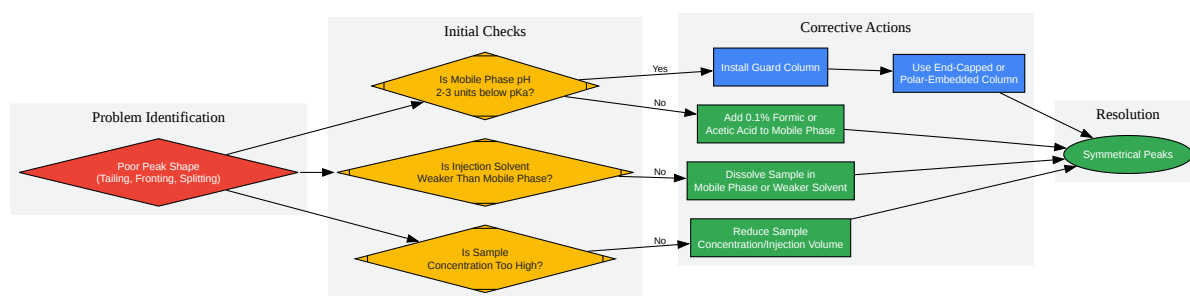 Problem Identification
Poor Peak Shape
(Tailing, Fronting, Splitting)
Initial Checks
Is Mobile Phase pH
2-3 units below pKa?
Is Injection Solvent
Weaker Than Mobile Phase?
Is Sample
Concentration Too High?
Yes
No
No
No
Corrective Actions
Install Guard Column
Use End-Capped or
Polar-Embedded Column
Add 0.1% Formic or
Acetic Acid to Mobile Phase
Dissolve Sample in
Mobile Phase or Weaker Solvent
Reduce Sample
Concentration/Injection Volume
Resolution
Symmetrical Peaks